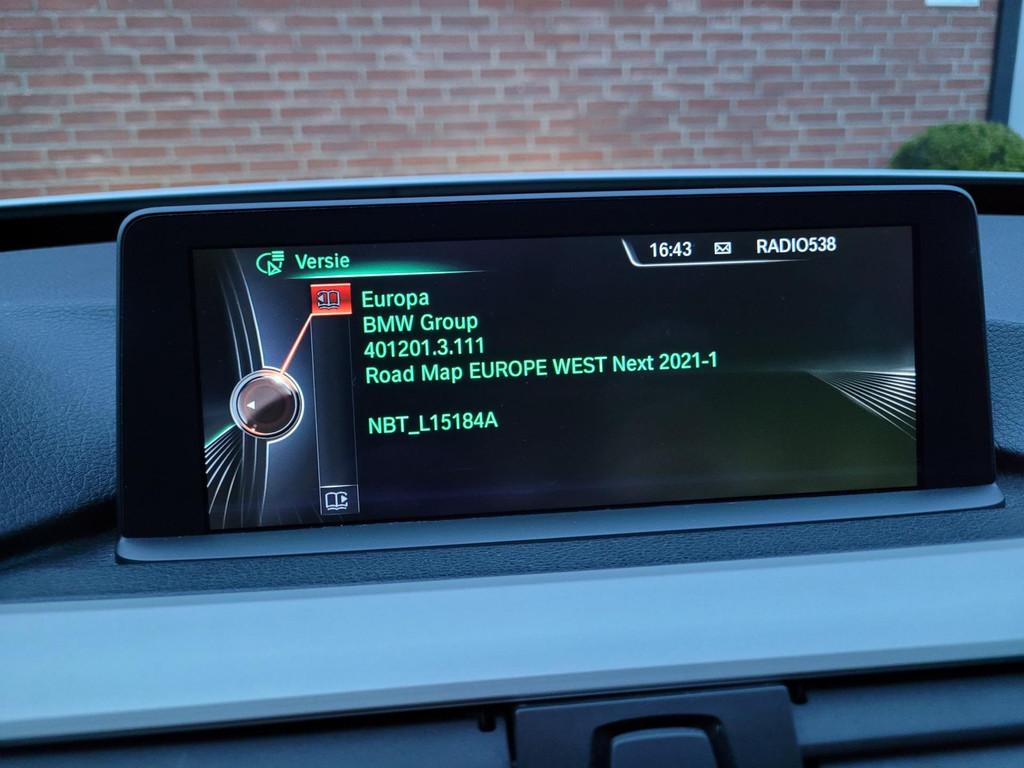 Versie
16:43
RADIO538
Europa
BMW Group
401201.3.111
Road Map EUROPE WEST Next 2021-1
NBT_L15184A